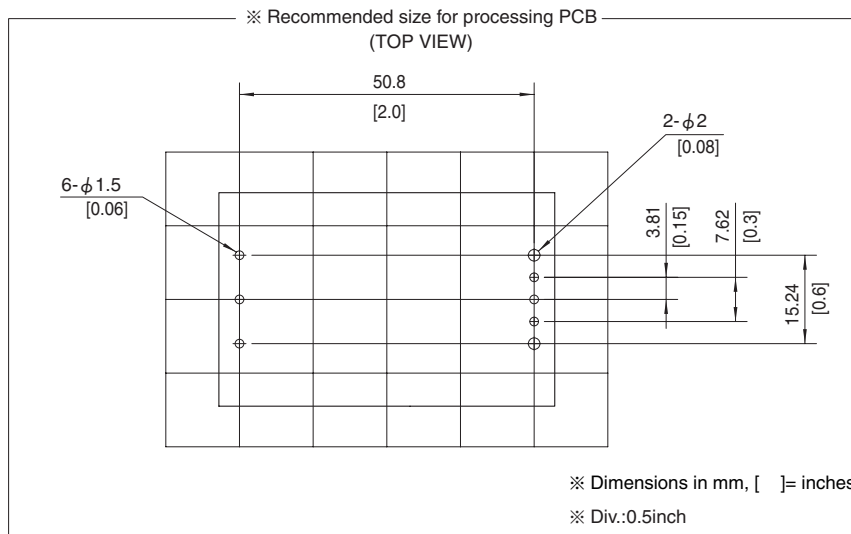 ※ Recommended size for processing PCB
(TOP VIEW)
50.8
[2.0]
2-ϕ2
[0.08]
6-ϕ1.5
[0.06]
3.81
[0.15]
7.62
[0.3]
15.24
[0.6]
※ Dimensions in mm, [ ]= inches
※ Div.:0.5inch